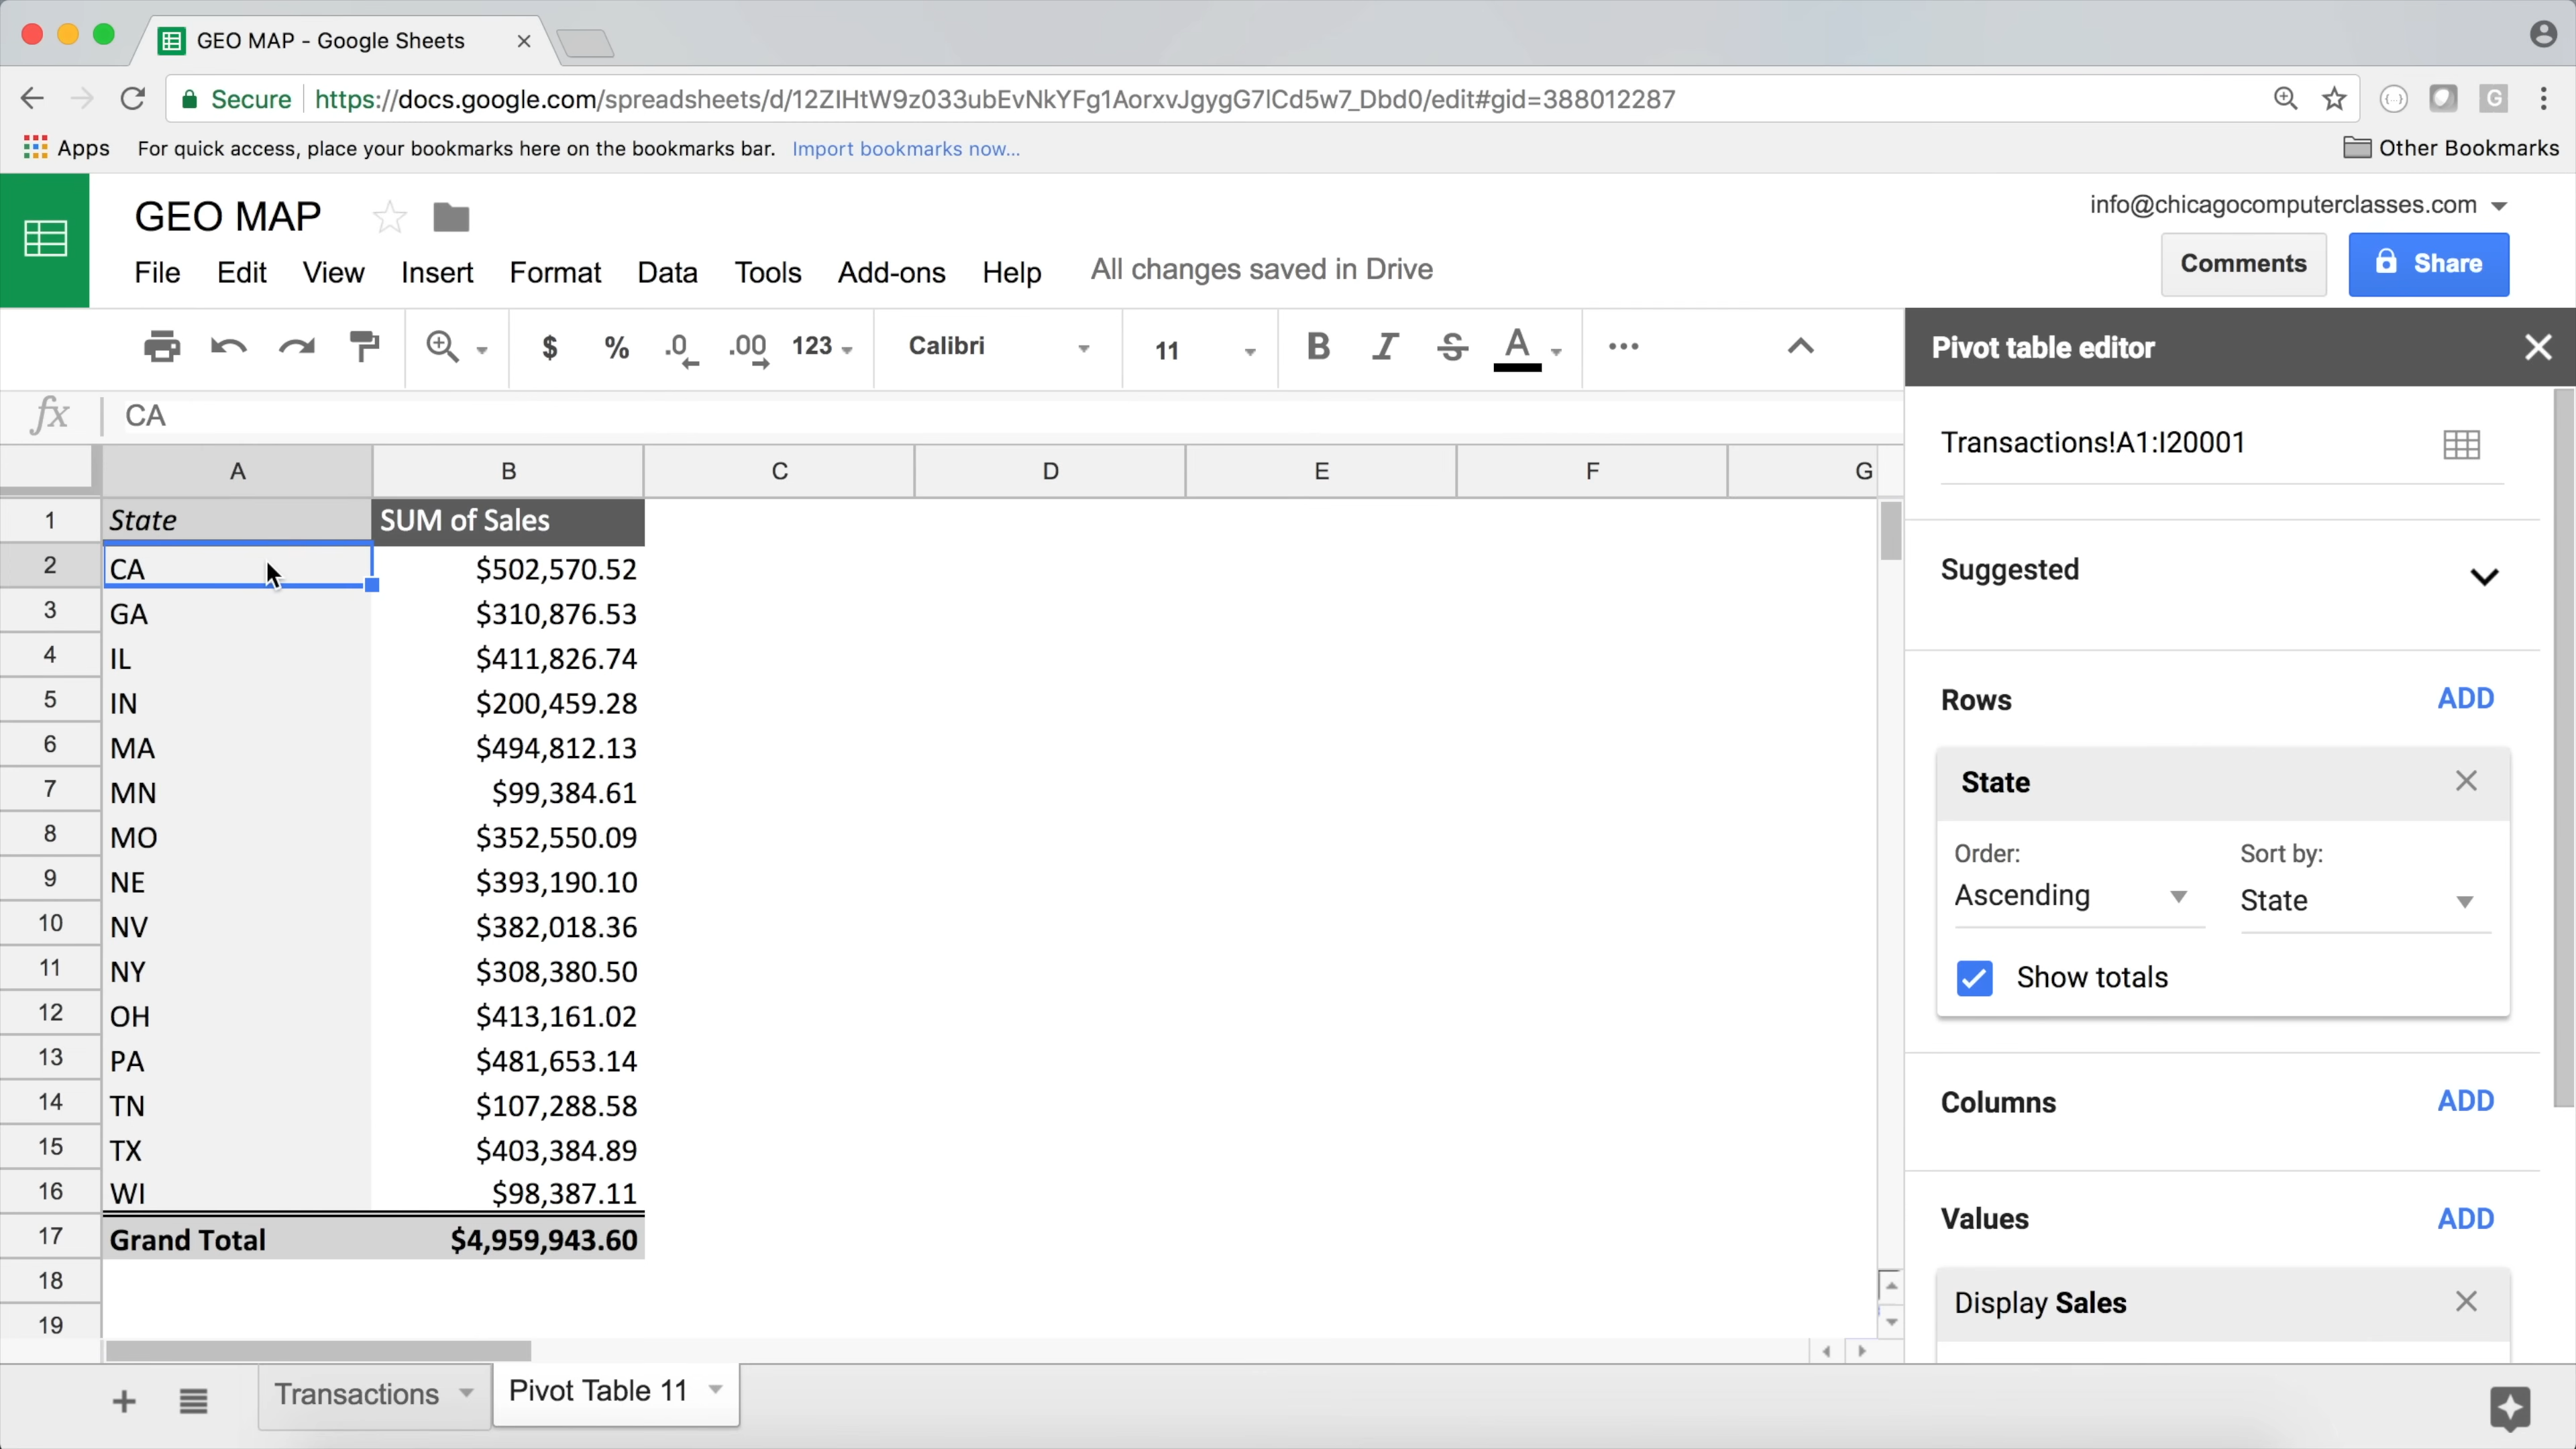 GEO MAP - Google Sheets
Secure https://docs.google.com/spreadsheets/d/12ZIHtW9z033ubEvNkYFg1AorxvJgygG7lCd5w7_Dbd0/edit#gid=388012287
Apps For quick access, place your bookmarks here on the bookmarks bar. Import bookmarks now... Other Bookmarks
GEO MAP
info@chicagocomputerclasses.com
File Edit View Insert Format Data Tools Add-ons Help All changes saved in Drive
Comments Share
$ % .0 .00 123 Calibri 11 B I S A
Pivot table editor
fx CA
Transactions!A1:I20001
A B C D E F G
1 State SUM of Sales
2 CA $502,570.52
3 GA $310,876.53
4 IL $411,826.74
5 IN $200,459.28
6 MA $494,812.13
7 MN $99,384.61
8 MO $352,550.09
9 NE $393,190.10
10 NV $382,018.36
11 NY $308,380.50
12 OH $413,161.02
13 PA $481,653.14
14 TN $107,288.58
15 TX $403,384.89
16 WI $98,387.11
17 Grand Total $4,959,943.60
18
19
Suggested
Rows ADD
State
Order: Sort by:
Ascending State
Show totals
Columns ADD
Values ADD
Display Sales
Transactions Pivot Table 11